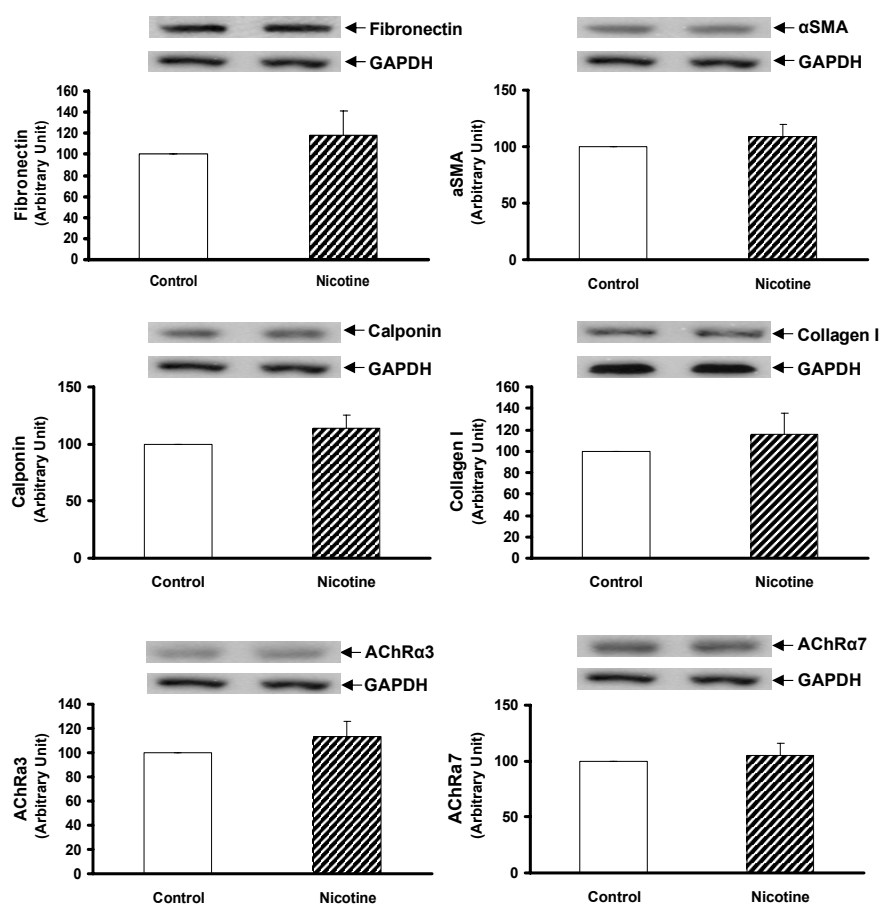 Fibronectin
GAPDH
160
140
120
100
80
60
40
20
0
Fibronectin
(Arbitrary Unit)
Control
Nicotine
αSMA
GAPDH
150
100
50
0
aSMA
(Arbitrary Unit)
Control
Nicotine
Calponin
GAPDH
150
100
50
0
Calponin
(Arbitrary Unit)
Control
Nicotine
Collagen I
GAPDH
160
140
120
100
80
60
40
20
0
Collagen I
(Arbitrary Unit)
Control
Nicotine
AChRα3
GAPDH
140
120
100
80
60
40
20
0
AChRa3
(Arbitrary Unit)
Control
Nicotine
AChRα7
GAPDH
150
100
50
0
AChRa7
(Arbitrary Unit)
Control
Nicotine